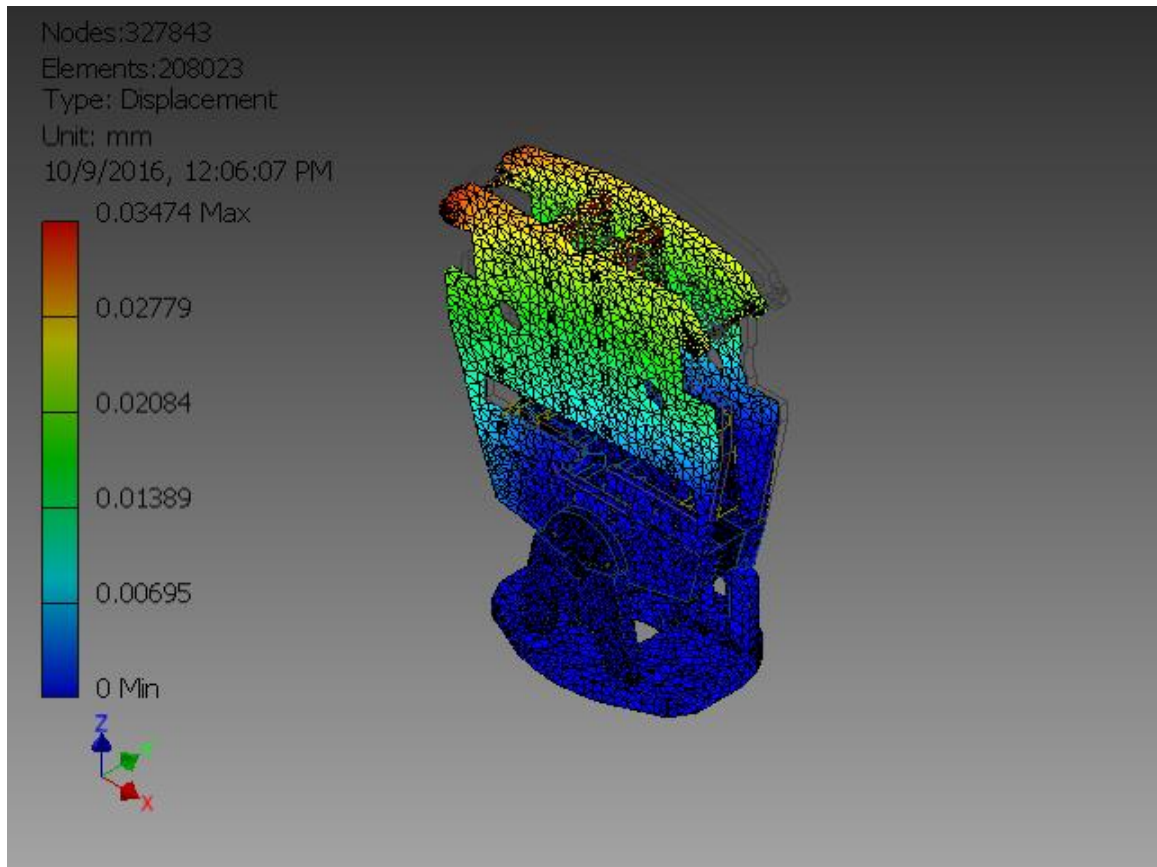 Nodes:327843
Elements:208023
Type: Displacement
Unit: mm
10/9/2016, 12:06:07 PM
0.03474 Max
0.02779
0.02084
0.01389
0.00695
0 Min
Z
X